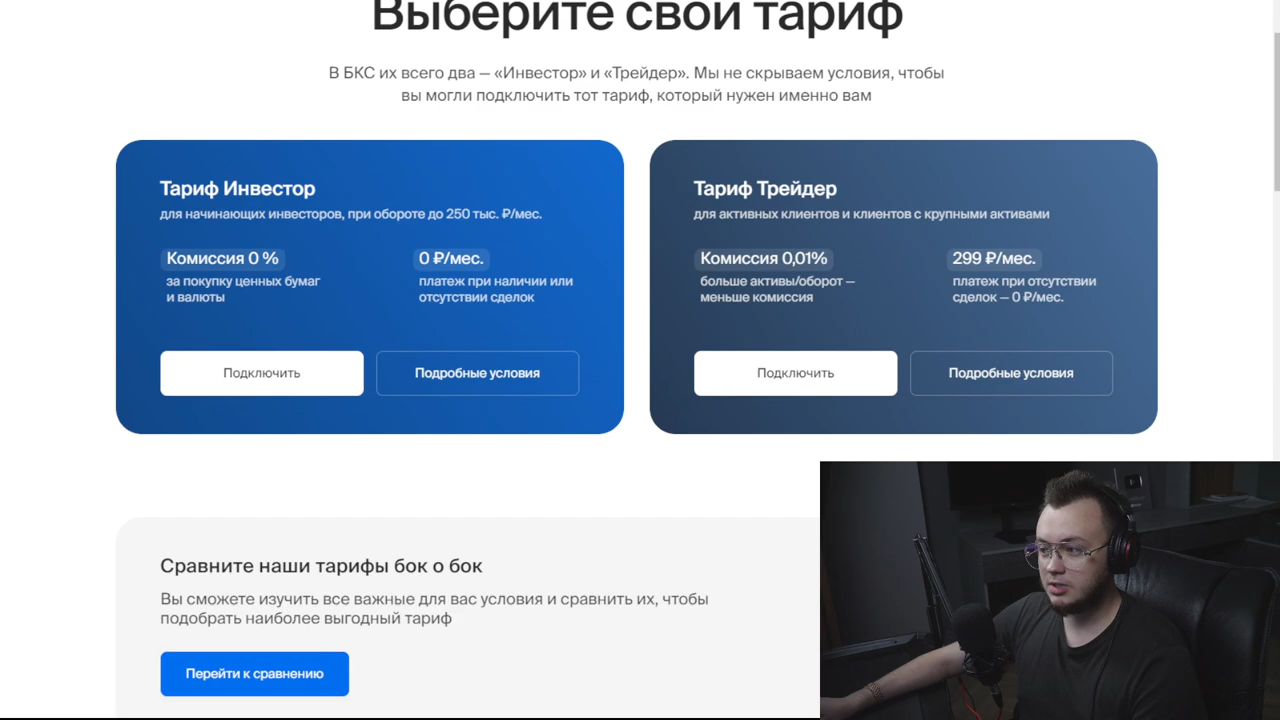 Выберите свой тариф
В БКС их всего два — «Инвестор» и «Трейдер». Мы не скрываем условия, чтобы
вы могли подключить тот тариф, который нужен именно вам
Тариф Инвестор
для начинающих инвесторов, при обороте до 250 тыс. ₽/мес.
Комиссия 0 %
за покупку ценных бумаг
и валюты
0 ₽/мес.
платеж при наличии или
отсутствии сделок
Подключить
Подробные условия
Тариф Трейдер
для активных клиентов и клиентов с крупными активами
Комиссия 0,01%
больше активы/оборот —
меньше комиссия
299 ₽/мес.
платеж при отсутствии
сделок — 0 ₽/мес.
Подключить
Подробные условия
Сравните наши тарифы бок о бок
Вы сможете изучить все важные для вас условия и сравнить их, чтобы
подобрать наиболее выгодный тариф
Перейти к сравнению